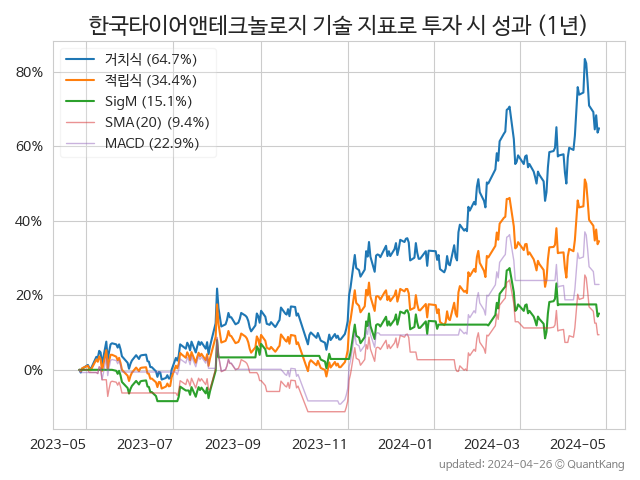 한국타이어앤테크놀로지 기술 지표로 투자 시 성과 (1년)
거치식 (64.7%)
적립식 (34.4%)
SigM (15.1%)
SMA(20) (9.4%)
MACD (22.9%)
80%
60%
40%
20%
0%
2023-05 2023-07 2023-09 2023-11 2024-01 2024-03 2024-05
updated: 2024-04-26 © QuantKang